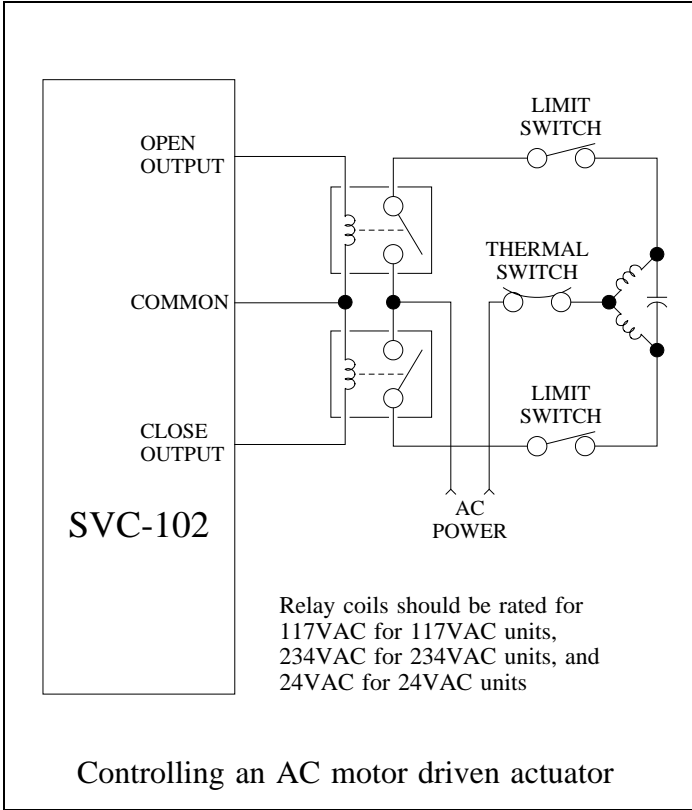 LIMIT
SWITCH
OPEN
OUTPUT
THERMAL
SWITCH
COMMON
LIMIT
SWITCH
CLOSE
OUTPUT
AC
POWER
SVC-102
Relay coils should be rated for
117VAC for 117VAC units,
234VAC for 234VAC units, and
24VAC for 24VAC units
Controlling an AC motor driven actuator